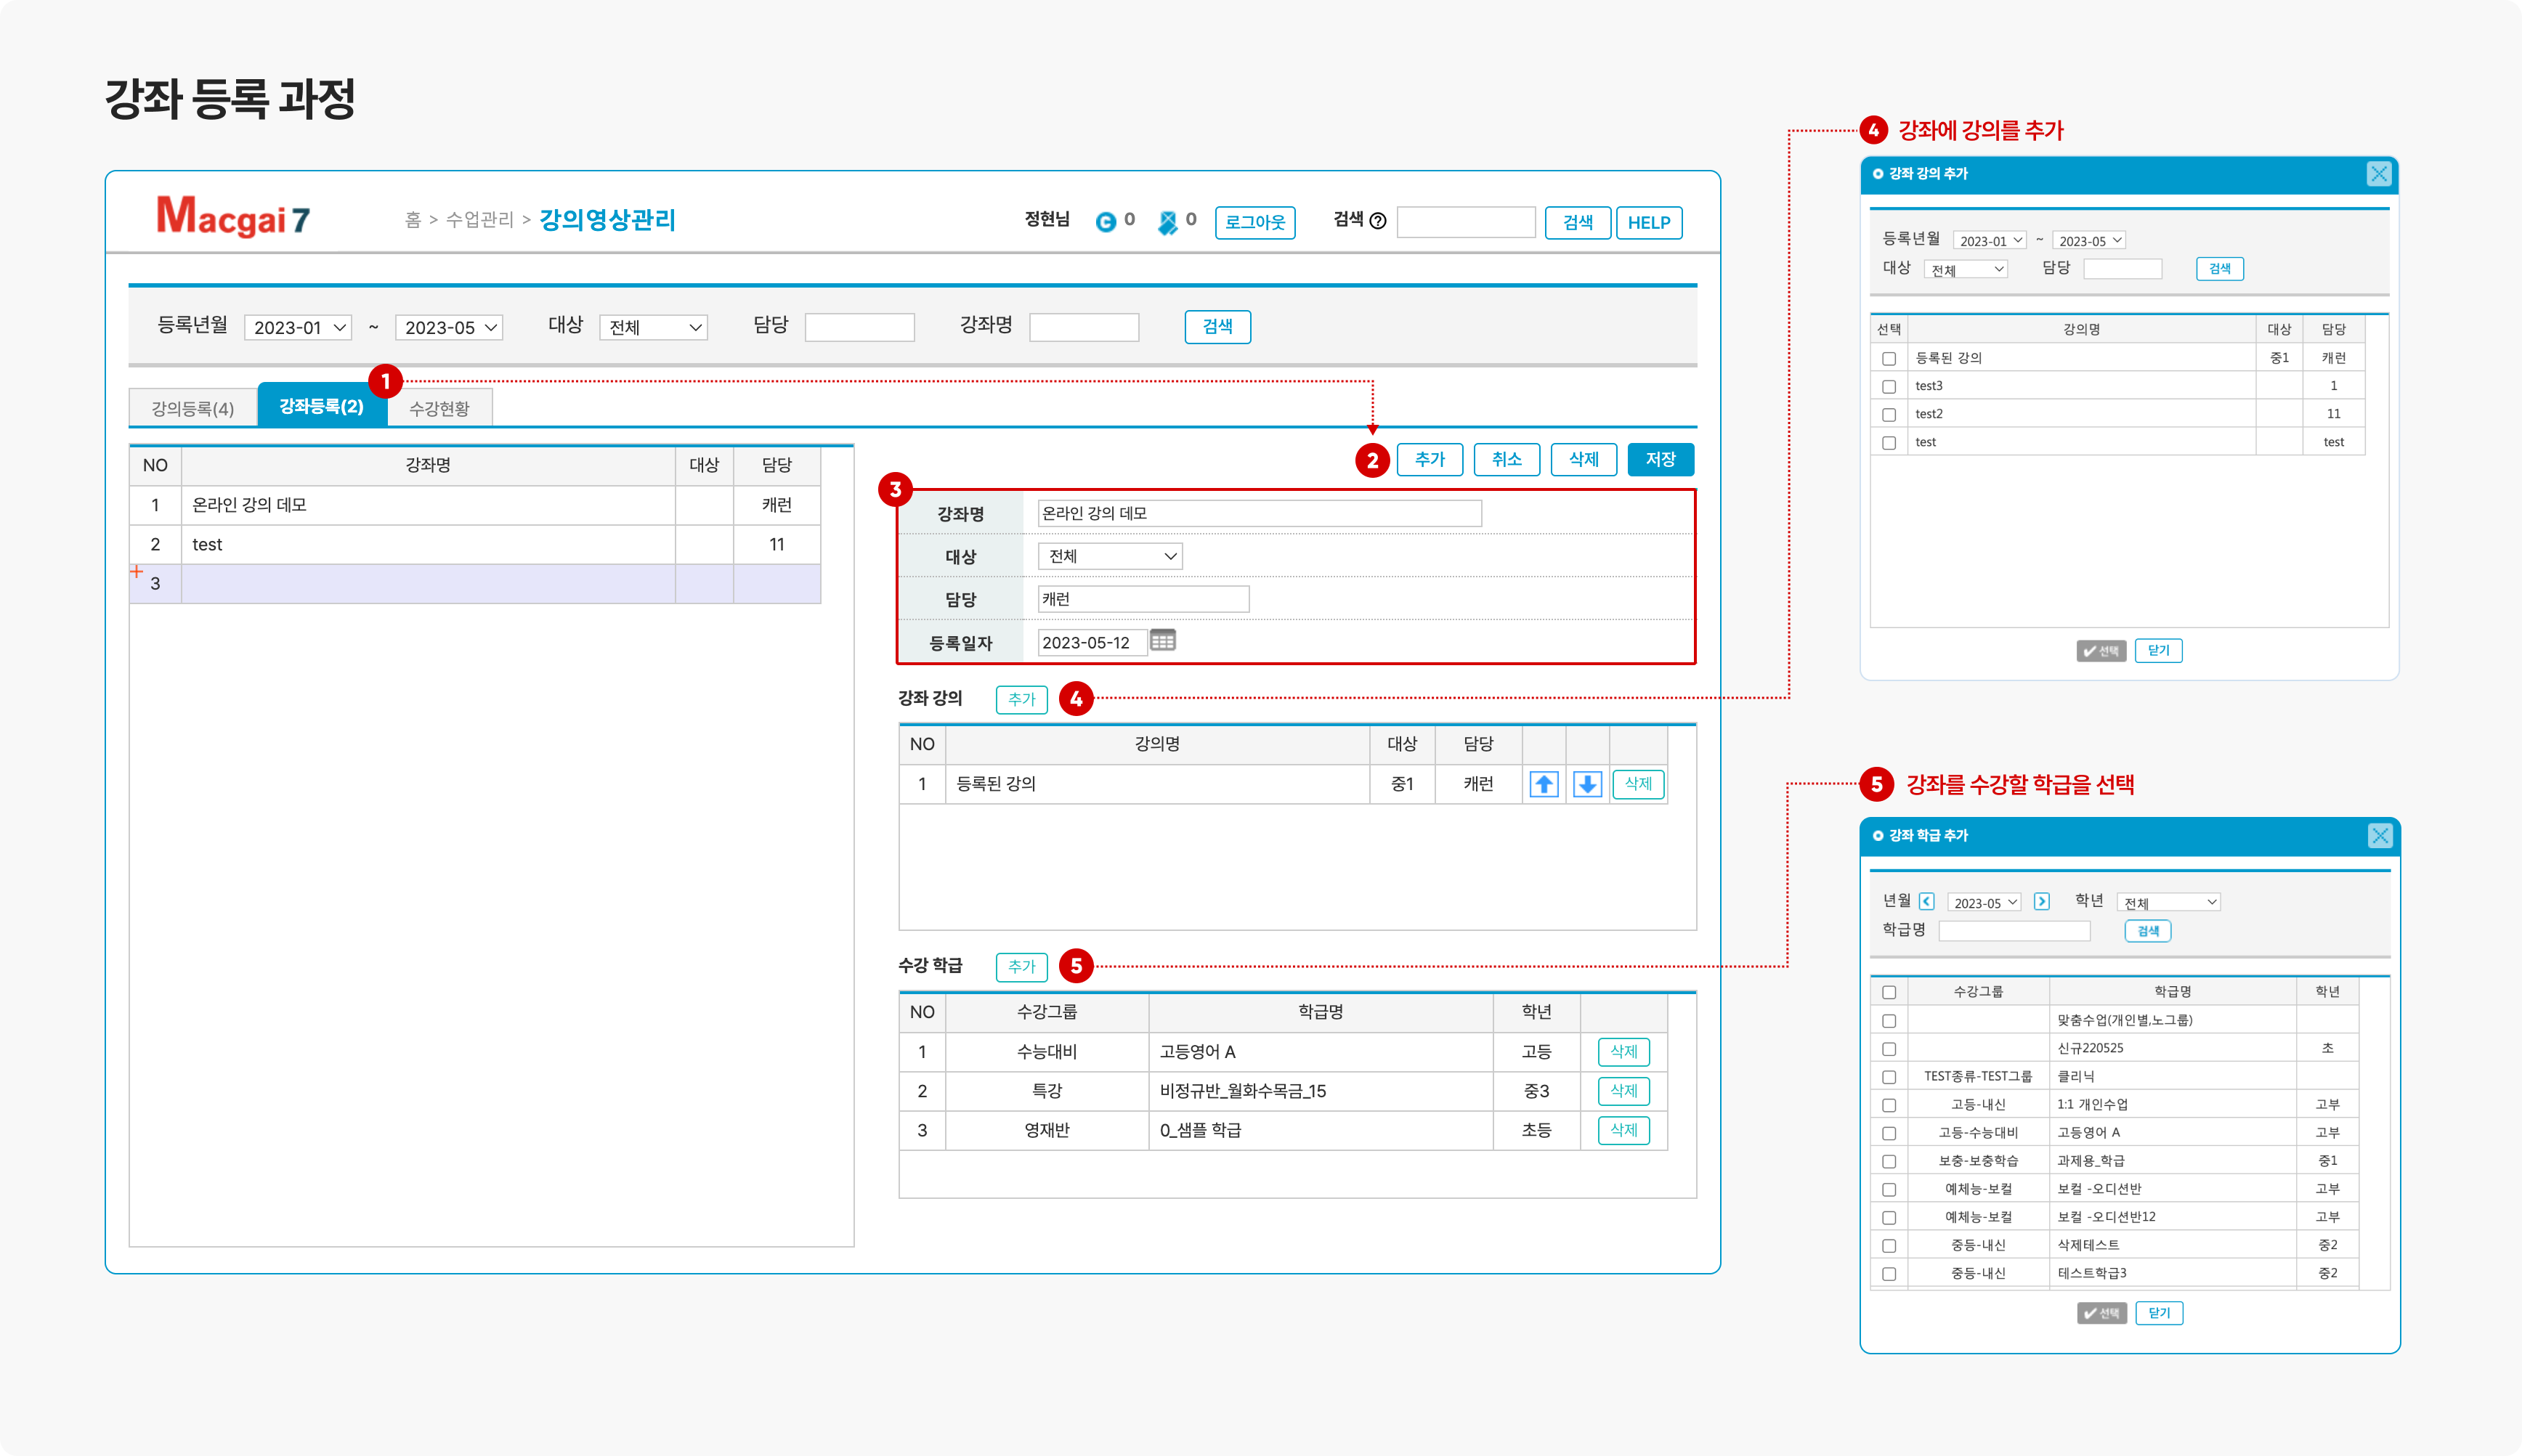 강좌 등록 과정
Macgai 7
홈 > 수업관리 > 강의영상관리
정현님 0 0 로그아웃 검색 검색 HELP
등록년월 2023-01 ~ 2023-05 대상 전체 담당 강좌명 검색
강의등록(4) 강좌등록(2) 1 수강현황
NO 강좌명 대상 담당
1 온라인 강의 데모 캐런
2 test 11
3
2 추가 취소 삭제 저장
3
강좌명 온라인 강의 데모
대상 전체
담당 캐런
등록일자 2023-05-12
강좌 강의 추가 4
NO 강의명 대상 담당
1 등록된 강의 중1 캐런 삭제
수강 학급 추가 5
NO 수강그룹 학급명 학년
1 수능대비 고등영어 A 고등 삭제
2 특강 비정규반_월화수목금_15 중3 삭제
3 영재반 0_샘플 학급 초등 삭제
4 강좌에 강의를 추가
강좌 강의 추가
등록년월 2023-01 ~ 2023-05
대상 전체 담당 검색
선택 강의명 대상 담당
등록된 강의 중1 캐런
test3 1
test2 11
test test
선택 닫기
5 강좌를 수강할 학급을 선택
강좌 학급 추가
년월 2023-05 학년 전체
학급명 검색
수강그룹 학급명 학년
맞춤수업(개인별,노그룹)
신규220525 초
TEST종류-TEST그룹 클리닉
고등-내신 1:1 개인수업 고부
고등-수능대비 고등영어 A 고부
보충-보충학습 과제용_학급 중1
예체능-보컬 보컬 -오디션반 고부
예체능-보컬 보컬 -오디션반12 고부
중등-내신 삭제테스트 중2
중등-내신 테스트학급3 중2
선택 닫기